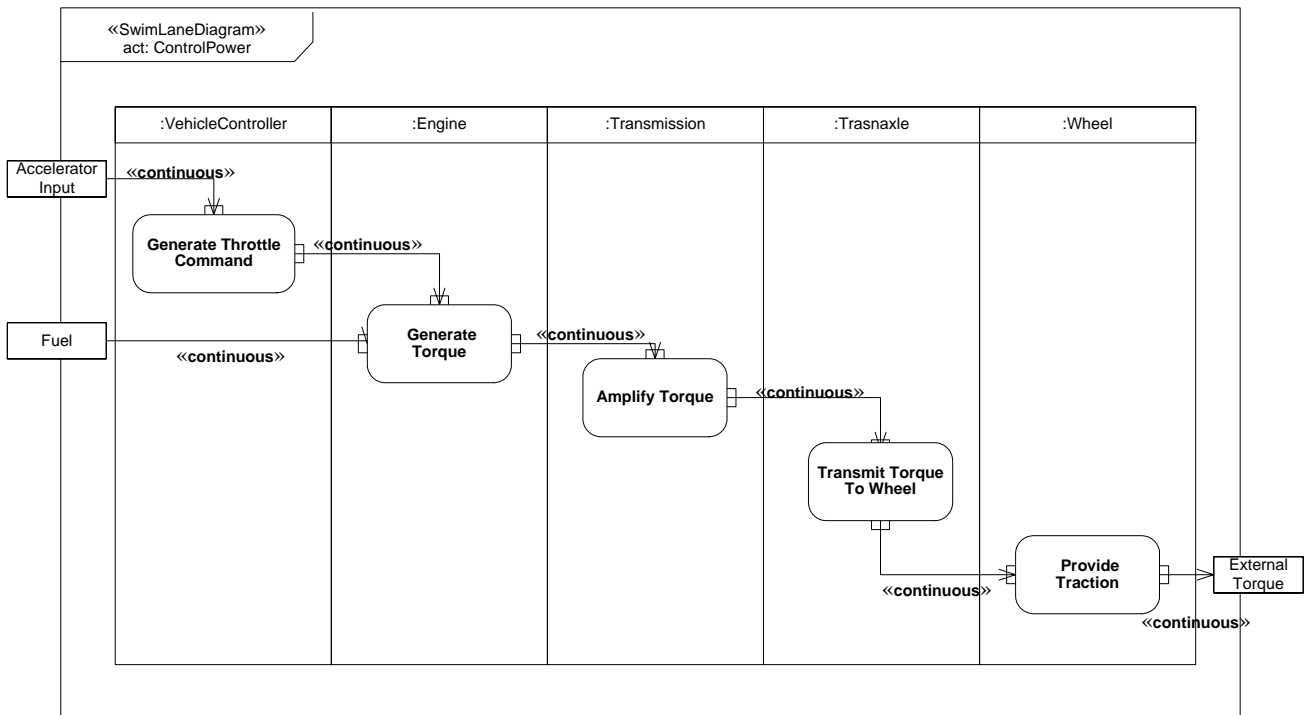 «SwimLaneDiagram»
act: ControlPower
:VehicleController
:Engine
:Transmission
:Trasnaxle
:Wheel
Accelerator
Input
«continuous»
Generate Throttle
Command
«continuous»
Fuel
«continuous»
Generate
Torque
«continuous»
Amplify Torque
«continuous»
Transmit Torque
To Wheel
«continuous»
Provide
Traction
External
Torque
«continuous»